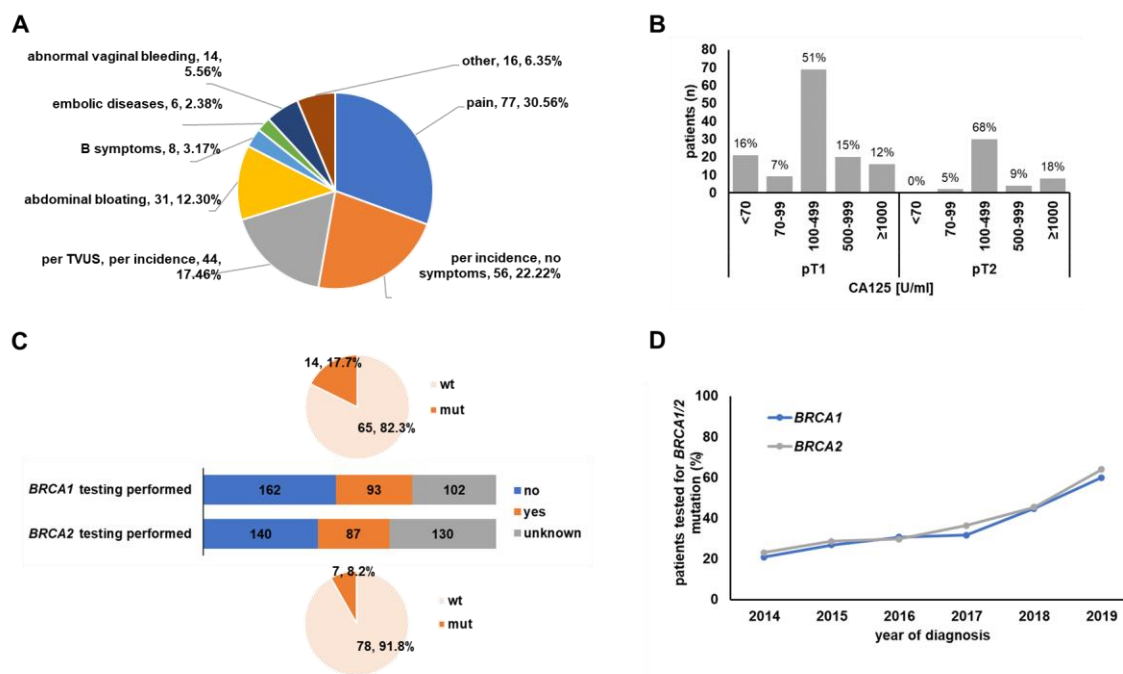 A
abnormal vaginal bleeding, 14,
5.56%
other, 16, 6.35%
embolic diseases, 6, 2.38%
pain, 77, 30.56%
B symptoms, 8, 3.17%
abdominal bloating, 31, 12.30%
per TVUS, per incidence, 44,
17.46%
per incidence, no
symptoms, 56, 22.22%
B
patients (n)
80
70
60
50
40
30
20
10
0
16%
7%
51%
15%
12%
0%
5%
68%
9%
18%
<70
70-99
100-499
500-999
≥1000
<70
70-99
100-499
500-999
≥1000
pT1
pT2
CA125 [U/ml]
C
14, 17.7%
65, 82.3%
wt
mut
BRCA1 testing performed
162
93
102
BRCA2 testing performed
140
87
130
no
yes
unknown
7, 8.2%
78, 91.8%
wt
mut
D
patients tested for BRCA1/2
mutation (%)
100
80
60
40
20
0
BRCA1
BRCA2
2014 2015 2016 2017 2018 2019
year of diagnosis